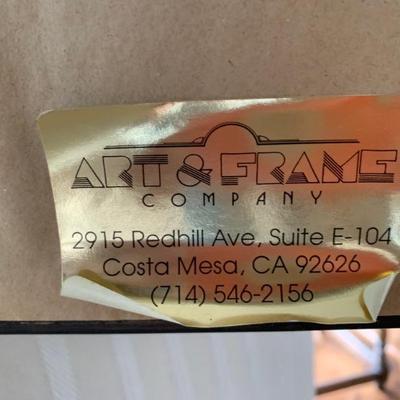 ART & FRAME
COMPANY
2915 Redhill Ave, Suite E-104
Costa Mesa, CA 92626
(714) 546-2156